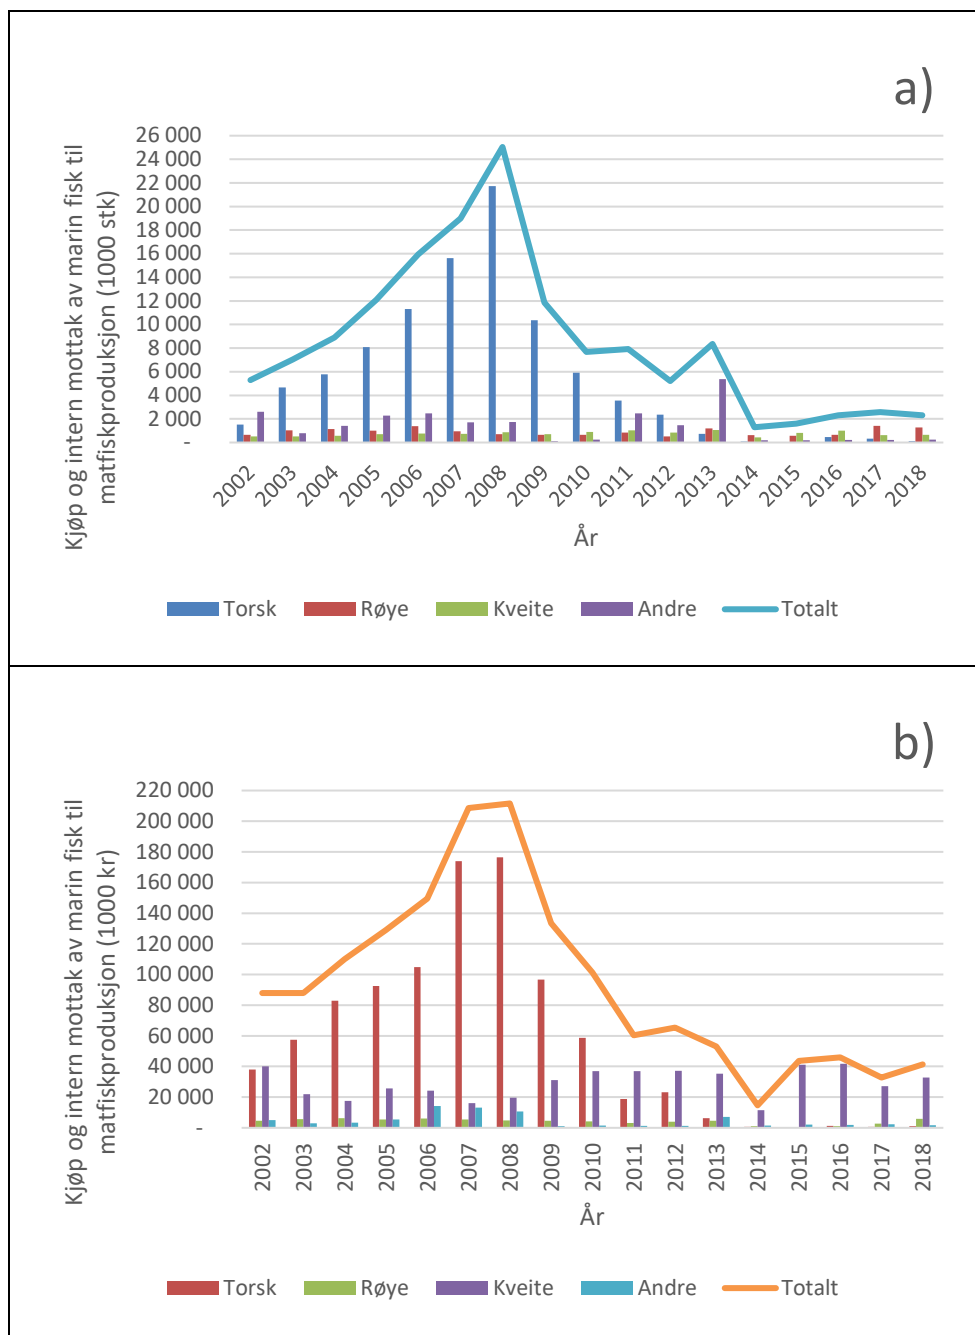 a)
Kjøp og intern mottak av marin fisk til
matfiskproduksjon (1000 stk)
26 000
24 000
22 000
20 000
18 000
16 000
14 000
12 000
10 000
8 000
6 000
4 000
2 000
-
2002 2003 2004 2005 2006 2007 2008 2009 2010 2011 2012 2013 2014 2015 2016 2017 2018
År
Torsk Røye Kveite Andre Totalt
b)
Kjøp og intern mottak av marin fisk til
matfiskproduksjon (1000 kr)
220 000
200 000
180 000
160 000
140 000
120 000
100 000
80 000
60 000
40 000
20 000
-
2002 2003 2004 2005 2006 2007 2008 2009 2010 2011 2012 2013 2014 2015 2016 2017 2018
År
Torsk Røye Kveite Andre Totalt